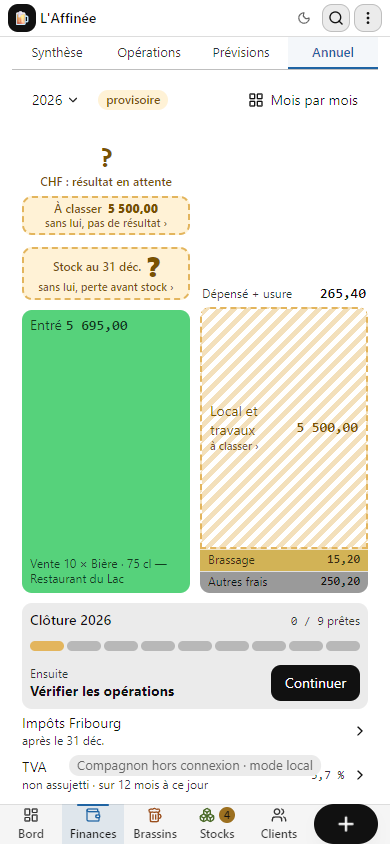 L'Affinée
Synthèse
Opérations
Prévisions
Annuel
2026
provisoire
Mois par mois
?
CHF : résultat en attente
À classer 5 500,00
sans lui, pas de résultat ›
Stock au 31 déc. ?
sans lui, perte avant stock ›
Dépensé + usure 265,40
Entré 5 695,00
Local et
travaux
5 500,00
à classer ›
Vente 10 × Bière · 75 cl —
Restaurant du Lac
Brassage 15,20
Autres frais 250,20
Clôture 2026
0 / 9 prêtes
Ensuite
Vérifier les opérations
Continuer
Impôts Fribourg
après le 31 déc.
TVA
Compagnon hors connexion · mode local
,7 %
non assujetti · sur 12 mois à ce jour
Bord
Finances
Brassins
Stocks
4
Clients
+